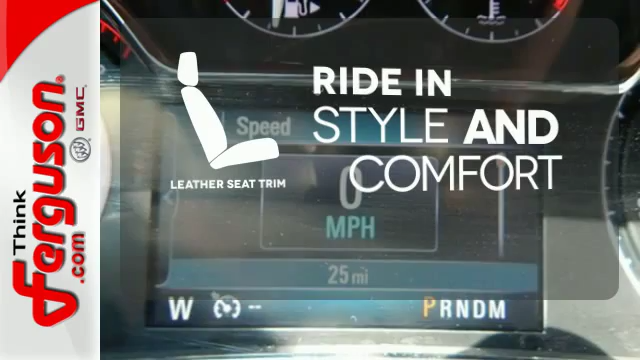 Think
Ferguson
.com
GMC
RIDE IN
STYLE AND
COMFORT
LEATHER SEAT TRIM
Speed
0
MPH
25 mi
W -- PRNDM